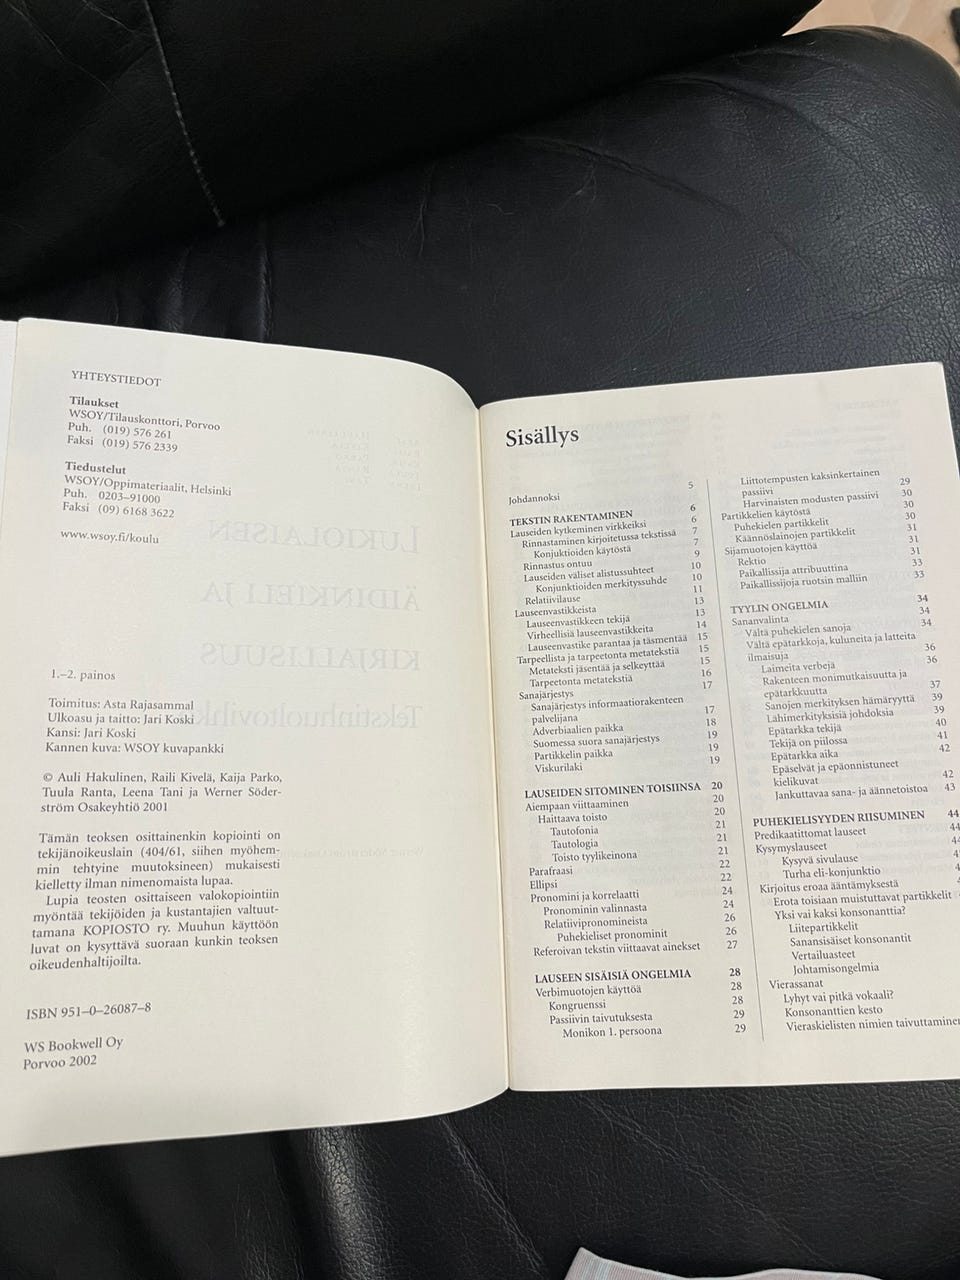 YHTEYSTIEDOT
Tilaukset
WSOY/Tilauskonttori, Porvoo
Puh. (019) 576 261
Faksi (019) 576 2339
Tiedustelut
WSOY/Oppimateriaalit, Helsinki
Puh. 0203–91000
Faksi (09) 6168 3622
www.wsoy.fi/koulu
1.–2. painos
Toimitus: Asta Rajasammal
Ulkoasu ja taitto: Jari Koski
Kansi: Jari Koski
Kannen kuva: WSOY kuvapankki
© Auli Hakulinen, Raili Kivelä, Kaija Parko,
Tuula Ranta, Leena Tani ja Werner Söder-
ström Osakeyhtiö 2001
Tämän teoksen osittainenkin kopiointi on
tekijänoikeuslain (404/61, siihen myöhem-
min tehtyine muutoksineen) mukaisesti
kielletty ilman nimenomaista lupaa.
Lupia teosten osittaiseen valokopiointiin
myöntää tekijöiden ja kustantajien valtuut-
tamana KOPIOSTO ry. Muuhun käyttöön
luvat on kysyttävä suoraan kunkin teoksen
oikeudenhaltijoilta.
ISBN 951–0–26087–8
WS Bookwell Oy
Porvoo 2002
LUKIOLAISEN
ÄIDINKIELI JA
KIRJALLISUUS
Tekstinhuoltovihk
Sisällys
Johdannoksi 5
TEKSTIN RAKENTAMINEN 6
Lauseiden kytkeminen virkkeiksi 6
Rinnastaminen kirjoitetussa tekstissä 7
Konjuktioiden käytöstä 7
Rinnastus ontuu 9
Lauseiden väliset alistussuhteet 10
Konjunktioiden merkityssuhde 10
Relatiivilause 11
Lauseenvastikkeista 13
Lauseenvastikkeen tekijä 13
Virheellisiä lauseenvastikkeita 14
Lauseenvastike parantaa ja täsmentää 15
Tarpeellista ja tarpeetonta metatekstiä 15
Metateksti jäsentää ja selkeyttää 15
Tarpeetonta metatekstiä 16
Sanajärjestys 17
Sanajärjestys informaatiorakenteen
palvelijana 17
Adverbiaalien paikka 18
Suomessa suora sanajärjestys 19
Partikkelin paikka 19
Viskurilaki 19
LAUSEIDEN SITOMINEN TOISIINSA 20
Aiempaan viittaaminen 20
Haittaava toisto 20
Tautofonia 21
Tautologia 21
Toisto tyylikeinona 21
Parafraasi 22
Ellipsi 22
Pronomini ja korrelaatti 24
Pronominin valinnasta 24
Relatiivipronomineista 26
Puhekieliset pronominit 26
Referoivan tekstin viittaavat ainekset 27
LAUSEEN SISÄISIÄ ONGELMIA 28
Verbimuotojen käyttöä 28
Kongruenssi 28
Passiivin taivutuksesta 29
Monikon 1. persoona 29
Liittotempusten kaksinkertainen
passiivi 29
Harvinaisten modusten passiivi 30
Partikkelien käytöstä 30
Puhekielen partikkelit 30
Käännöslainojen partikkelit 31
Sijamuotojen käyttöä 31
Rektio 31
Paikallissija attribuuttina 33
Paikallissijoja ruotsin malliin 33
TYYLIN ONGELMIA 34
Sananvalinta 34
Vältä puhekielen sanoja 34
Vältä epätarkkoja, kuluneita ja latteita
ilmaisuja 36
Laimeita verbejä 36
Rakenteen monimutkaisuutta ja
epätarkkuutta 37
Sanojen merkityksen hämäryyttä 39
Lähimerkityksisiä johdoksia 39
Epätarkka tekijä 40
Tekijä on piilossa 41
Epätarkka aika 42
Epäselvät ja epäonnistuneet
kielikuvat 42
Jankuttavaa sana- ja äännetoistoa 43
PUHEKIELISYYDEN RIISUMINEN 44
Predikaatittomat lauseet 44
Kysymyslauseet
Kysyvä sivulause
Turha eli-konjunktio
Kirjoitus eroaa ääntämyksestä
Erota toisiaan muistuttavat partikkelit
Yksi vai kaksi konsonanttia?
Liitepartikkelit
Sanansisäiset konsonantit
Vertailuasteet
Johtamisongelmia
Vierassanat
Lyhyt vai pitkä vokaali?
Konsonanttien kesto
Vieraskielisten nimien taivuttaminen